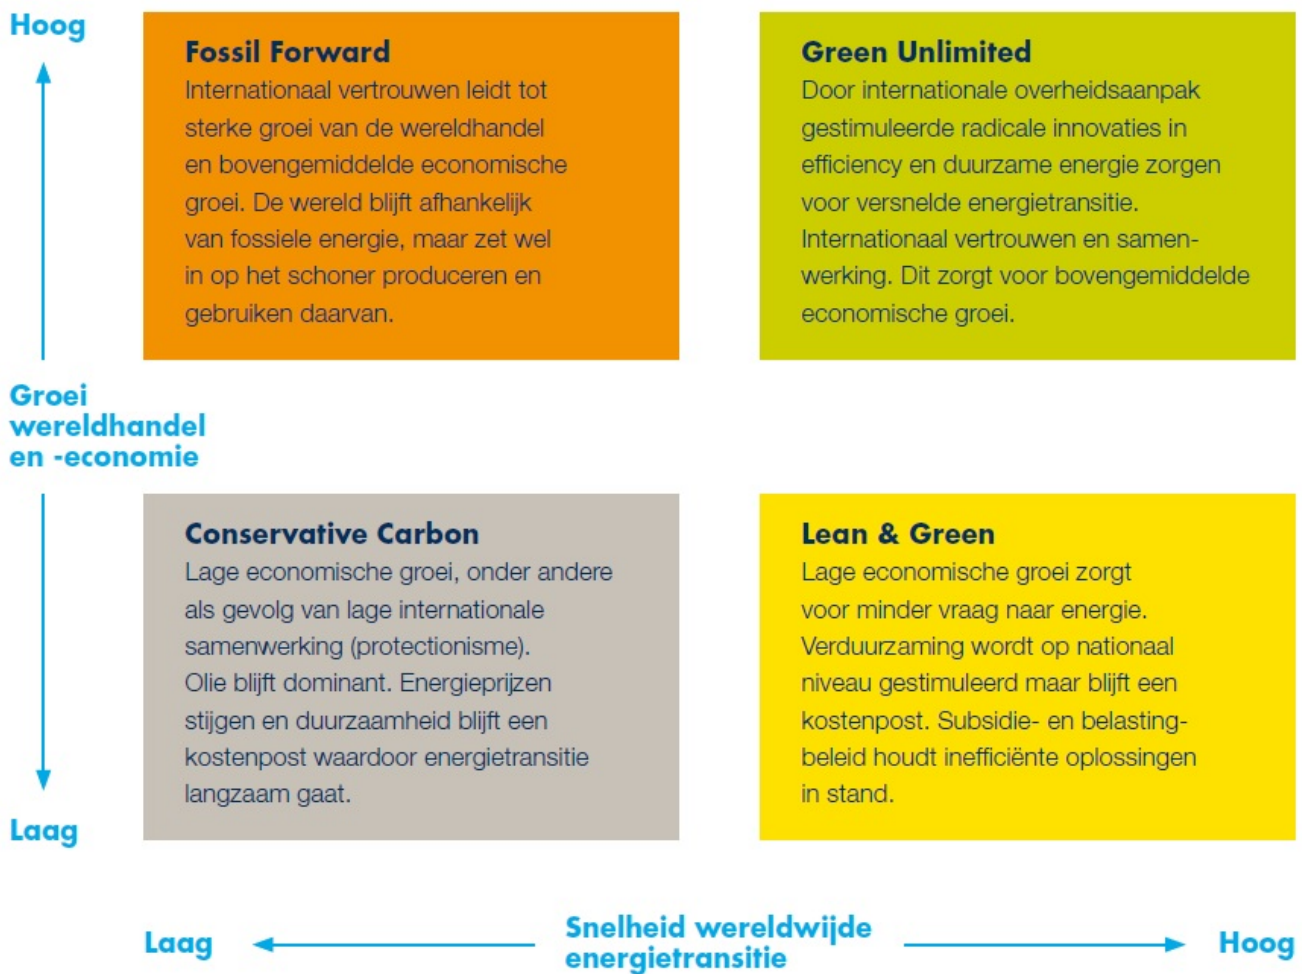 Hoog
Fossil Forward
Internationaal vertrouwen leidt tot
sterke groei van de wereldhandel
en bovengemiddelde economische
groei. De wereld blijft afhankelijk
van fossiele energie, maar zet wel
in op het schoner produceren en
gebruiken daarvan.
Green Unlimited
Door internationale overheidsaanpak
gestimuleerde radicale innovaties in
efficiency en duurzame energie zorgen
voor versnelde energietransitie.
Internationaal vertrouwen en samen-
werking. Dit zorgt voor bovengemiddelde
economische groei.
Groei
wereldhandel
en -economie
Conservative Carbon
Lage economische groei, onder andere
als gevolg van lage internationale
samenwerking (protectionisme).
Olie blijft dominant. Energieprijzen
stijgen en duurzaamheid blijft een
kostenpost waardoor energietransitie
langzaam gaat.
Lean & Green
Lage economische groei zorgt
voor minder vraag naar energie.
Verduurzaming wordt op nationaal
niveau gestimuleerd maar blijft een
kostenpost. Subsidie- en belasting-
beleid houdt inefficiënte oplossingen
in stand.
Laag
Laag
Snelheid wereldwijde
energietransitie
Hoog